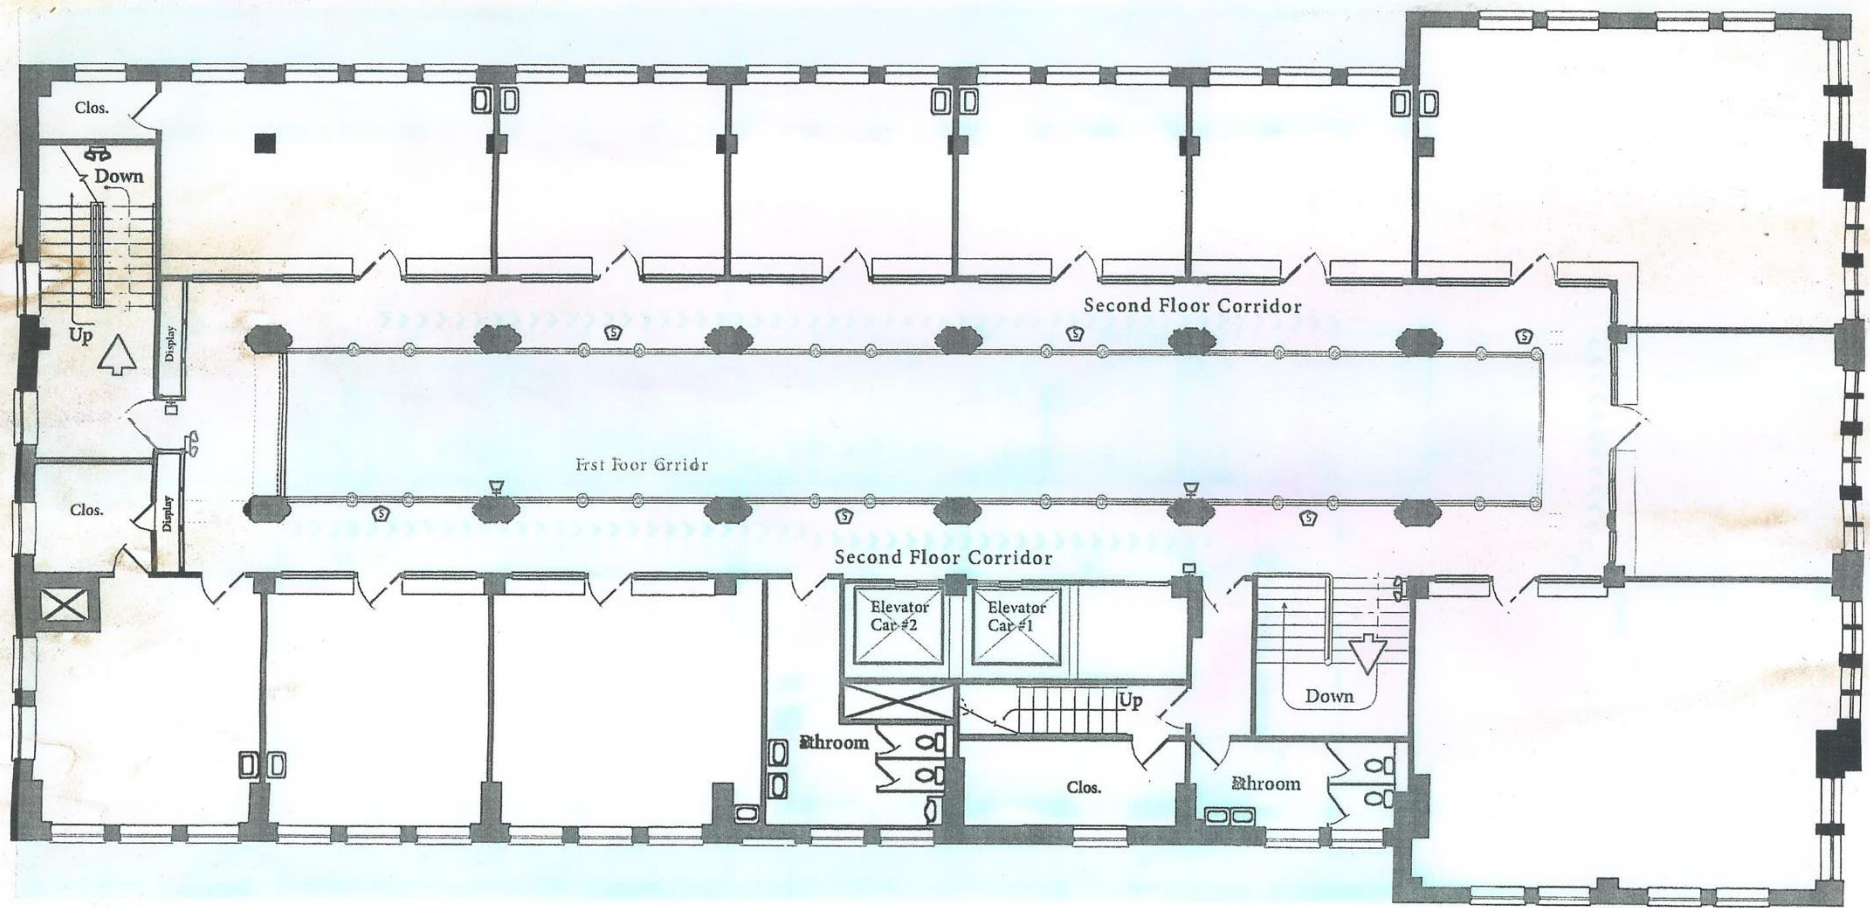 Clos.
Down
Up
Display
Second Floor Corridor
S
S
S
Frst Foor Crridr
Clos.
Display
S
S
S
Second Floor Corridor
Elevator
Car #2
Elevator
Car #1
Up
Down
Clos.